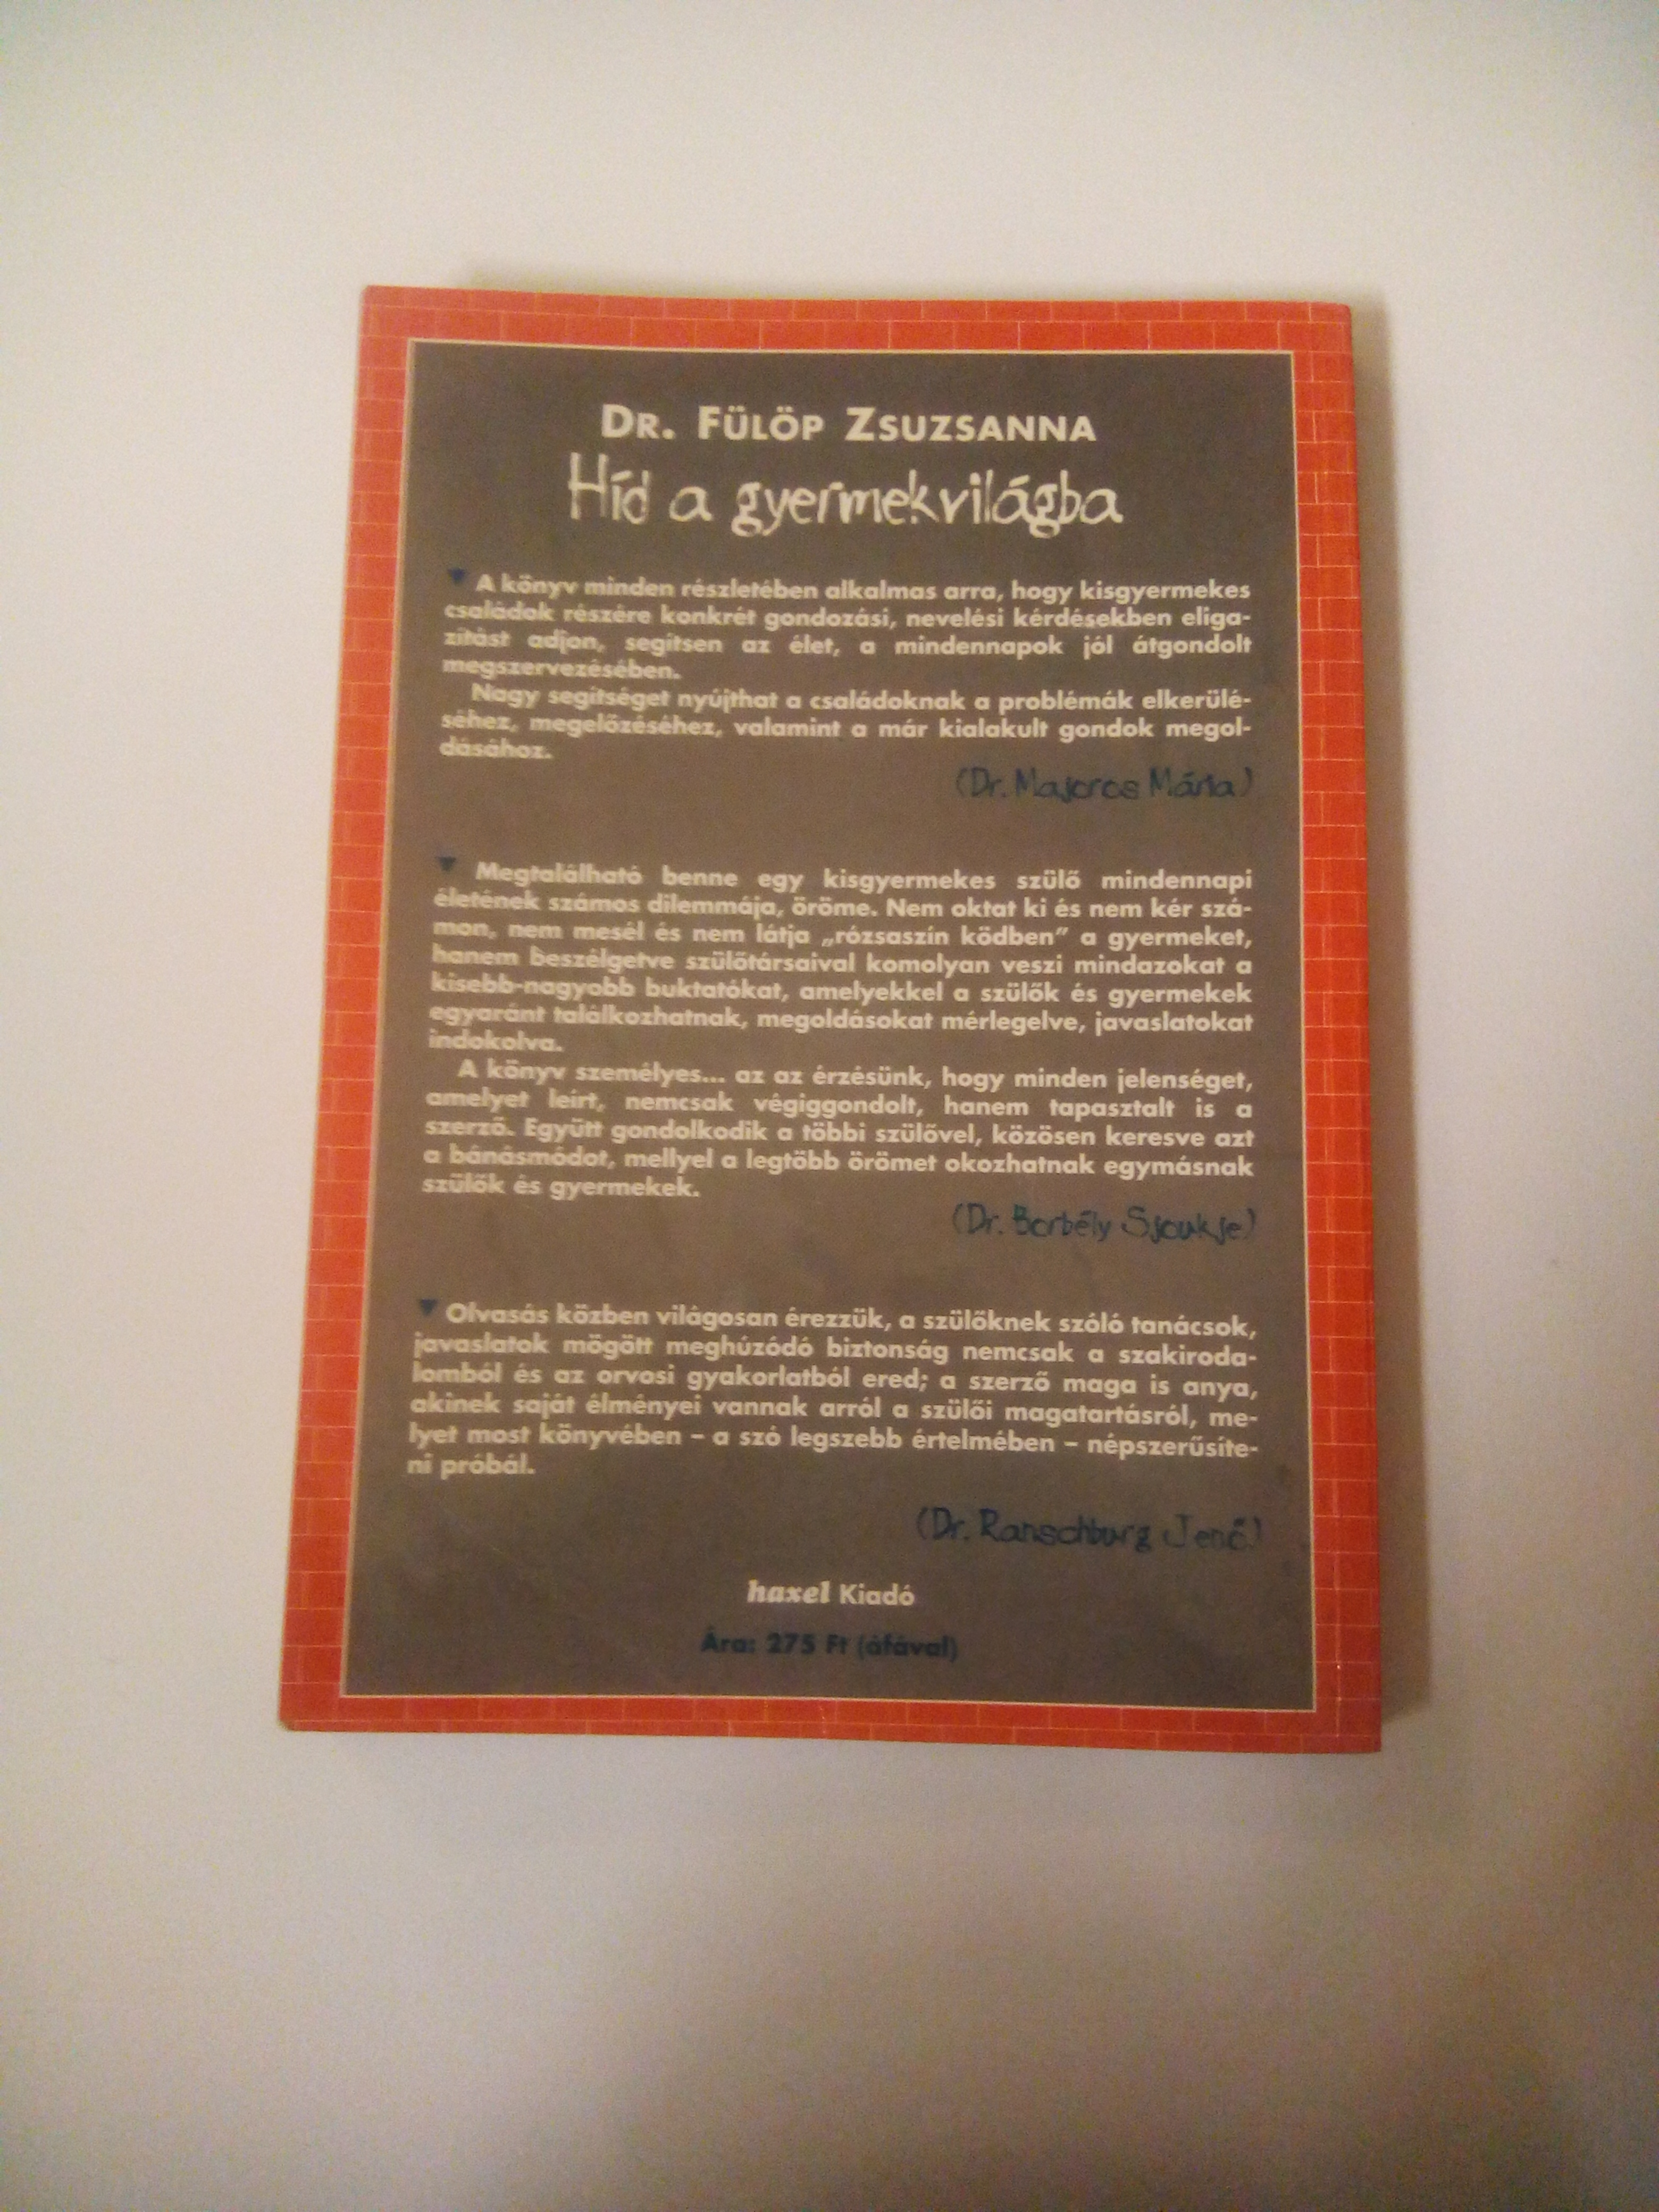 DR. FÜLÖP ZSUZSANNA
Híd a gyermekvilágba
▼ A könyv minden részletében alkalmas arra, hogy kisgyermekes
családok részére konkrét gondozási, nevelési kérdésekben eliga-
zítást adjon, segítsen az élet, a mindennapok jól átgondolt
megszervezésében.
Nagy segítséget nyújthat a családoknak a problémák elkerülé-
séhez, megelőzéséhez, valamint a már kialakult gondok megol-
dásához.
(Dr. Majoros Mária)
▼ Megtalálható benne egy kisgyermekes szülő mindennapi
életének számos dilemmája, öröme. Nem oktat ki és nem kér szá-
mon, nem mesél és nem látja „rózsaszín ködben” a gyermeket,
hanem beszélgetve szülőtársaival komolyan veszi mindazokat a
kisebb-nagyobb buktatókat, amelyekkel a szülők és gyermekek
egyaránt találkozhatnak, megoldásokat mérlegelve, javaslatokat
indokolva.
A könyv személyes... az az érzésünk, hogy minden jelenséget,
amelyet leírt, nemcsak végiggondolt, hanem tapasztalt is a
szerző. Együtt gondolkodik a többi szülővel, közösen keresve azt
a bánásmódot, mellyel a legtöbb örömet okozhatnak egymásnak
szülők és gyermekek.
(Dr. Borbély Sjoukje)
▼ Olvasás közben világosan érezzük, a szülőknek szóló tanácsok,
javaslatok mögött meghúzódó biztonság nemcsak a szakiroda-
lomból és az orvosi gyakorlatból ered; a szerző maga is anya,
akinek saját élményei vannak arról a szülői magatartásról, me-
lyet most könyvében – a szó legszebb értelmében – népszerűsíte-
ni próbál.
(Dr. Ranschburg Jenő)
haxel Kiadó
Ára: 275 Ft (áfával)